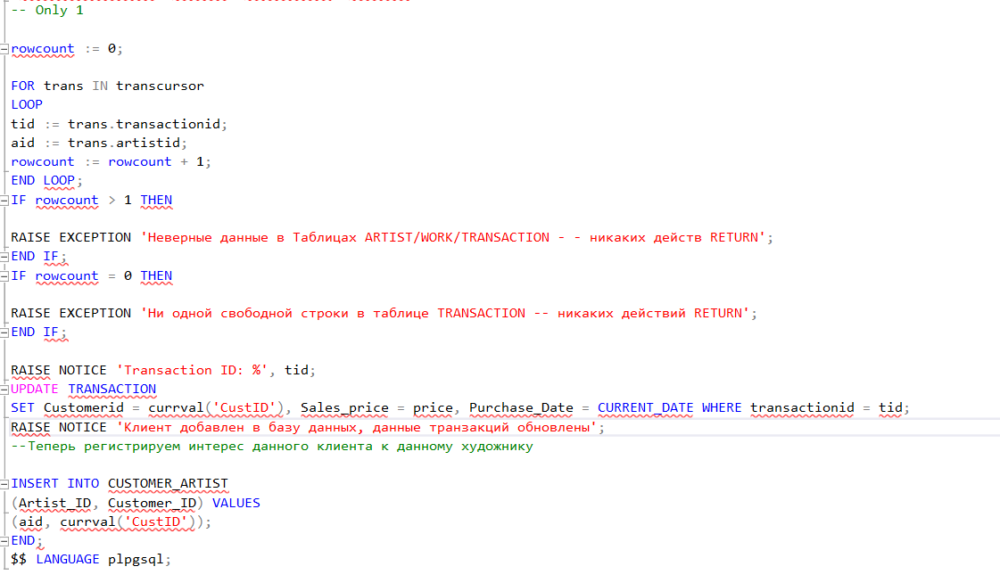 -- Only 1
rowcount := 0;
FOR trans IN transcursor
LOOP
tid := trans.transactionid;
aid := trans.artistid;
rowcount := rowcount + 1;
END LOOP;
IF rowcount > 1 THEN
RAISE EXCEPTION 'Неверные данные в Таблицах ARTIST/WORK/TRANSACTION - - никаких действ RETURN';
END IF;
IF rowcount = 0 THEN
RAISE EXCEPTION 'Ни одной свободной строки в таблице TRANSACTION -- никаких действий RETURN';
END IF;
RAISE NOTICE 'Transaction ID: %', tid;
UPDATE TRANSACTION
SET Customerid = currval('CustID'), Sales_price = price, Purchase_Date = CURRENT_DATE WHERE transactionid = tid;
RAISE NOTICE 'Клиент добавлен в базу данных, данные транзакций обновлены';
--Теперь регистрируем интерес данного клиента к данному художнику
INSERT INTO CUSTOMER_ARTIST
(Artist_ID, Customer_ID) VALUES
(aid, currval('CustID'));
END;
$$ LANGUAGE plpgsql;